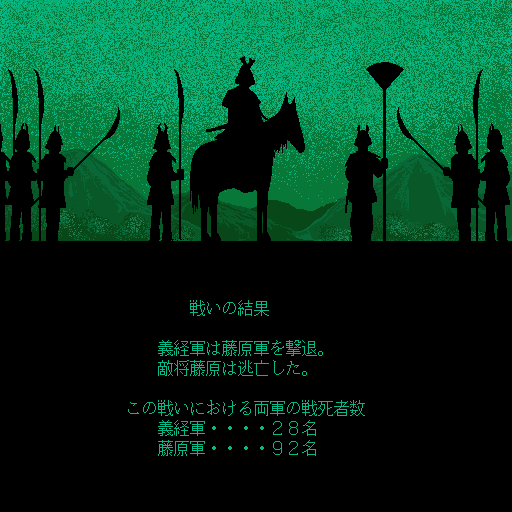 戦いの結果
義経軍は藤原軍を撃退。
敵将藤原は逃亡した。
この戦いにおける両軍の戦死者数
義経軍・・・・２８名
藤原軍・・・・９２名